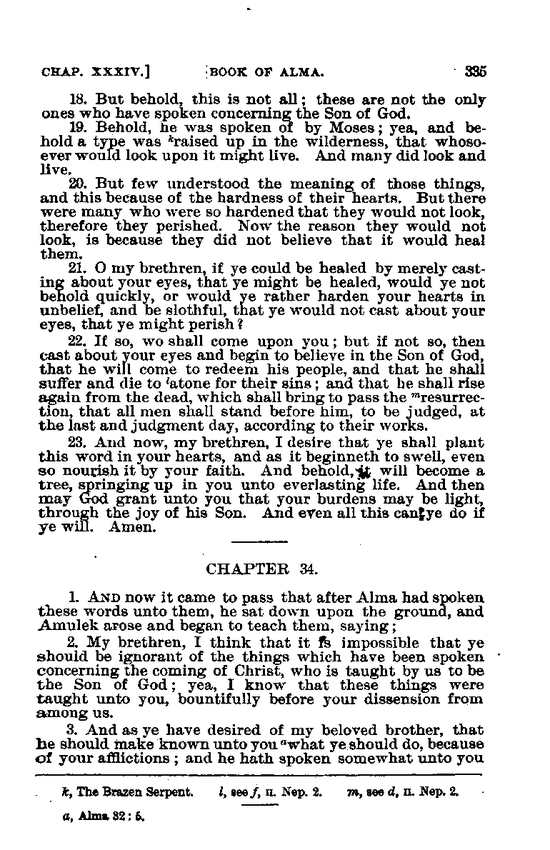 CHAP. XXXIV.] BOOK OF ALMA. 335
18. But behold, this is not all; these are not the only
ones who have spoken concerning the Son of God.
19. Behold, he was spoken of by Moses; yea, and be-
hold a type was ᵏraised up in the wilderness, that whoso-
ever would look upon it might live. And many did look and
live.
20. But few understood the meaning of those things,
and this because of the hardness of their hearts. But there
were many who were so hardened that they would not look,
therefore they perished. Now the reason they would not
look, is because they did not believe that it would heal
them.
21. O my brethren, if ye could be healed by merely cast-
ing about your eyes, that ye might be healed, would ye not
behold quickly, or would ye rather harden your hearts in
unbelief, and be slothful, that ye would not cast about your
eyes, that ye might perish?
22. If so, wo shall come upon you; but if not so, then
cast about your eyes and begin to believe in the Son of God,
that he will come to redeem his people, and that he shall
suffer and die to ˡatone for their sins; and that he shall rise
again from the dead, which shall bring to pass the ᵐresurrec-
tion, that all men shall stand before him, to be judged, at
the last and judgment day, according to their works.
23. And now, my brethren, I desire that ye shall plant
this word in your hearts, and as it beginneth to swell, even
so nourish it by your faith. And behold, it will become a
tree, springing up in you unto everlasting life. And then
may God grant unto you that your burdens may be light,
through the joy of his Son. And even all this can ye do if
ye will. Amen.
CHAPTER 34.
1. AND now it came to pass that after Alma had spoken
these words unto them, he sat down upon the ground, and
Amulek arose and began to teach them, saying;
2. My brethren, I think that it is impossible that ye
should be ignorant of the things which have been spoken
concerning the coming of Christ, who is taught by us to be
the Son of God; yea, I know that these things were
taught unto you, bountifully before your dissension from
among us.
3. And as ye have desired of my beloved brother, that
he should make known unto you ᵃwhat ye should do, because
of your afflictions; and he hath spoken somewhat unto you
k, The Brazen Serpent. l, see f, II. Nep. 2. m, see d, II. Nep. 2.
a, Alma 32:5.